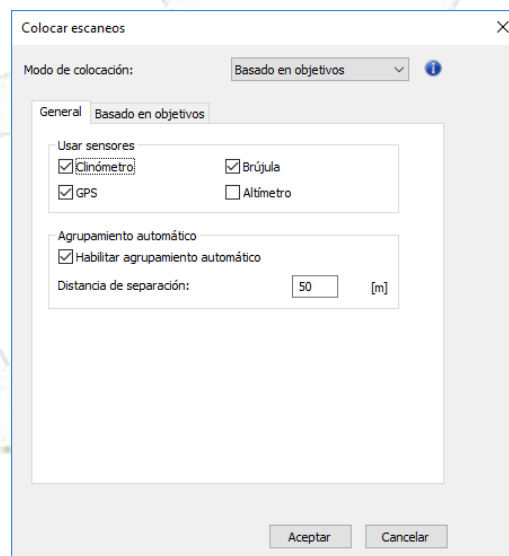 Colocar escaneos
Modo de colocación: Basado en objetivos
General Basado en objetivos
Usar sensores
Clinómetro Brújula
GPS Altímetro
Agrupamiento automático
Habilitar agrupamiento automático
Distancia de separación: 50 [m]
Aceptar Cancelar